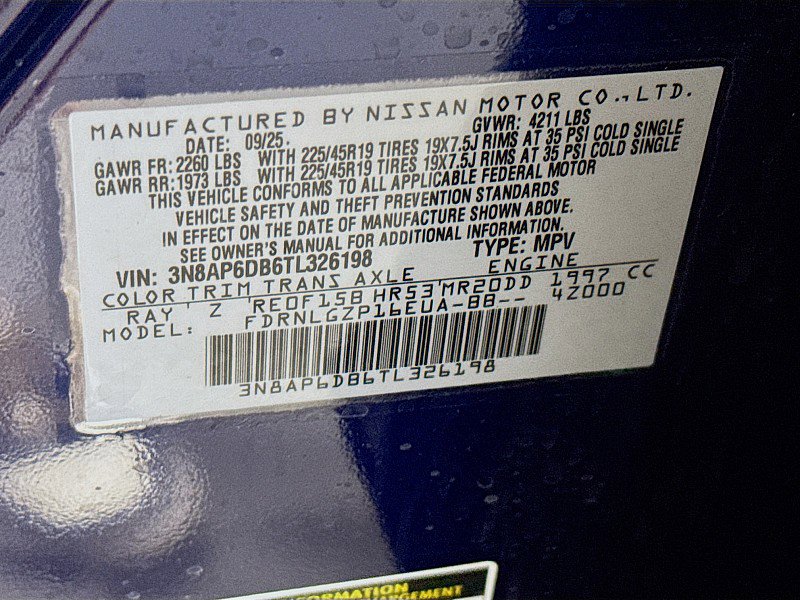 MANUFACTURED BY NISSAN MOTOR CO.,LTD.
DATE: 09/25. GVWR: 4211 LBS
GAWR FR: 2260 LBS WITH 225/45R19 TIRES 19X7.5J RIMS AT 35 PSI COLD SINGLE
GAWR RR: 1973 LBS WITH 225/45R19 TIRES 19X7.5J RIMS AT 35 PSI COLD SINGLE
THIS VEHICLE CONFORMS TO ALL APPLICABLE FEDERAL MOTOR
VEHICLE SAFETY AND THEFT PREVENTION STANDARDS
IN EFFECT ON THE DATE OF MANUFACTURE SHOWN ABOVE.
SEE OWNER'S MANUAL FOR ADDITIONAL INFORMATION.
VIN: 3N8AP6DB6TL326198 TYPE: MPV
COLOR TRIM TRANS AXLE ENGINE
RAY Z RE0F15B HR53 MR20DD 1997 CC
MODEL: FDRNLGZP16EUA-BB-- 4Z000
3N8AP6DB6TL326198